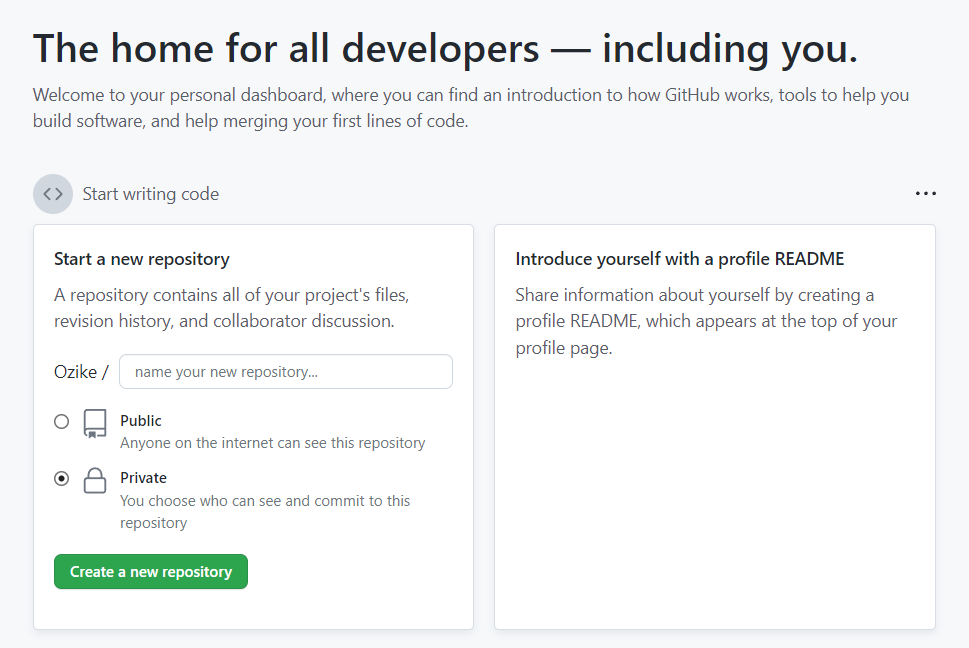 The home for all developers — including you.
Welcome to your personal dashboard, where you can find an introduction to how GitHub works, tools to help you
build software, and help merging your first lines of code.
Start writing code
Start a new repository
A repository contains all of your project's files,
revision history, and collaborator discussion.
Ozike / name your new repository...
Public
Anyone on the internet can see this repository
Private
You choose who can see and commit to this
repository
Create a new repository
Introduce yourself with a profile README
Share information about yourself by creating a
profile README, which appears at the top of your
profile page.